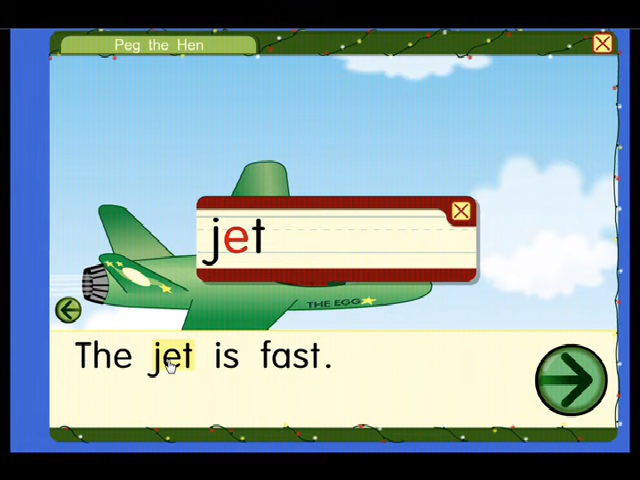 Peg the Hen
jet
THE EGG
The jet is fast.